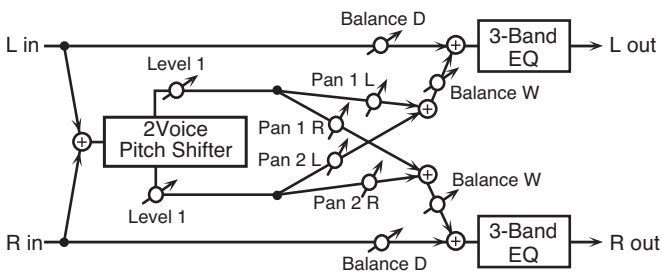 Balance D
L in
3-Band
EQ
L out
Level 1
Pan 1 L
Balance W
+
2Voice
Pitch Shifter
Pan 1 R
Pan 2 L
Level 1
Pan 2 R
Balance W
R in
3-Band
EQ
R out
Balance D